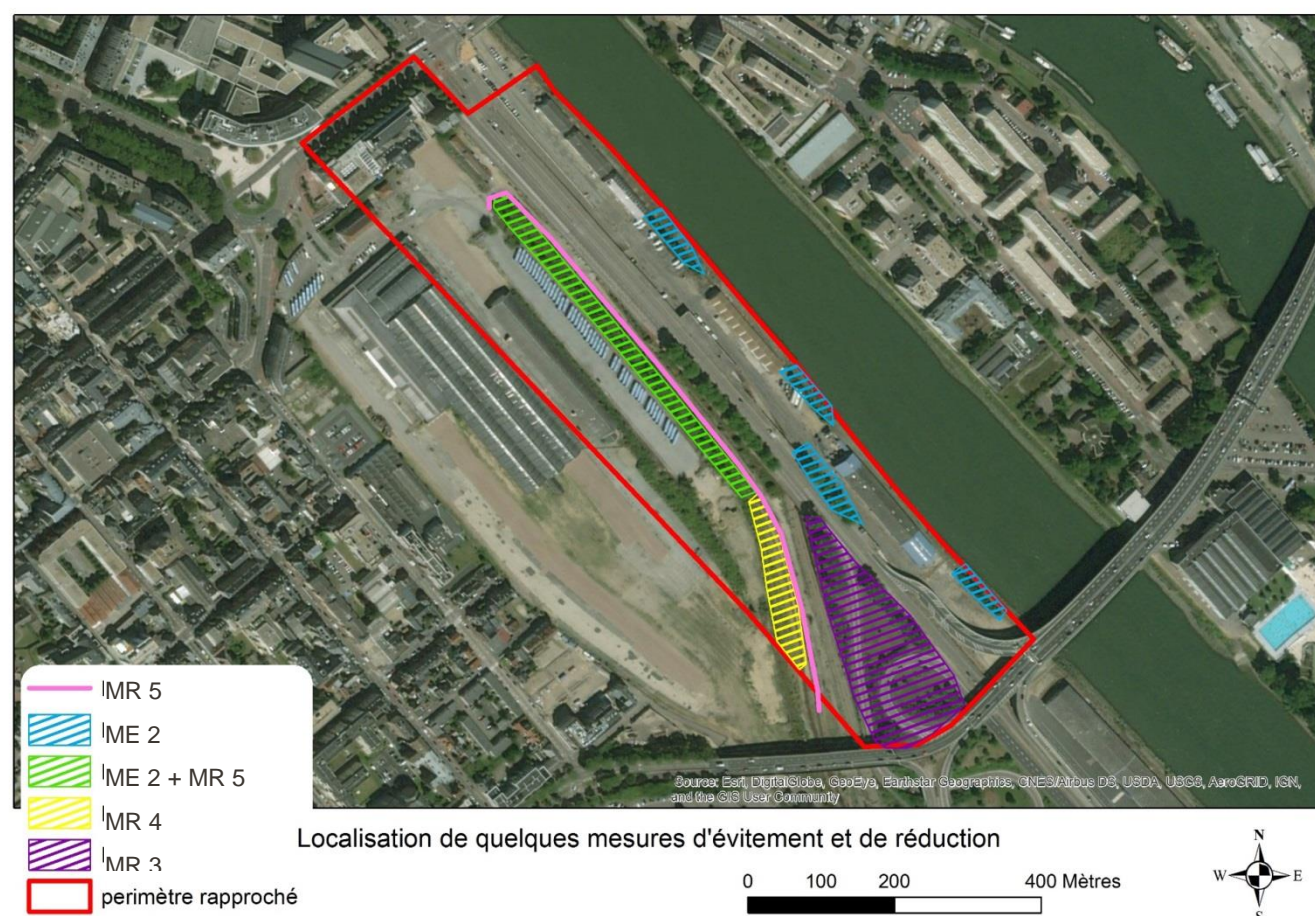 MR 5
ME 2
ME 2 + MR 5
MR 4
MR 3
perimètre rapproché
Source: Esri, DigitalGlobe, GeoEye, Earthstar Geographics, CNES/Airbus DS, USDA, USGS, AeroGRID, IGN,
and the GIS User Community
Localisation de quelques mesures d'évitement et de réduction
0 100 200 400 Mètres
N
W E
S